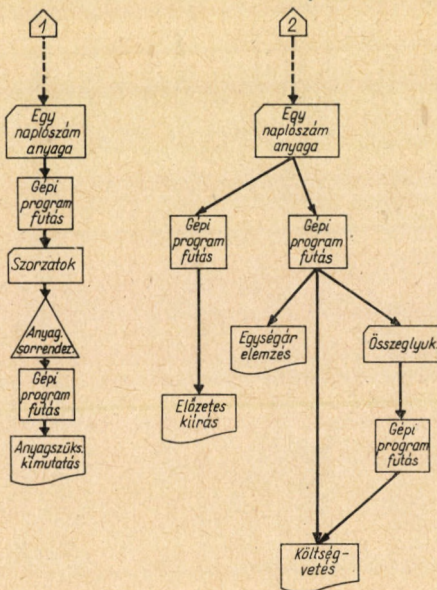 1
Egy
naplószám
anyaga
Gépi
program
futás
Szorzatok
Anyag.
sorrendez.
Gépi
program
futás
Anyagszüks.
kimutatás
2
Egy
naplószám
anyaga
Gépi
program
futás
Gépi
program
futás
Egységár
elemzés
Összeglyuk.
Előzetes
kiírás
Gépi
program
futás
Költség-
vetés